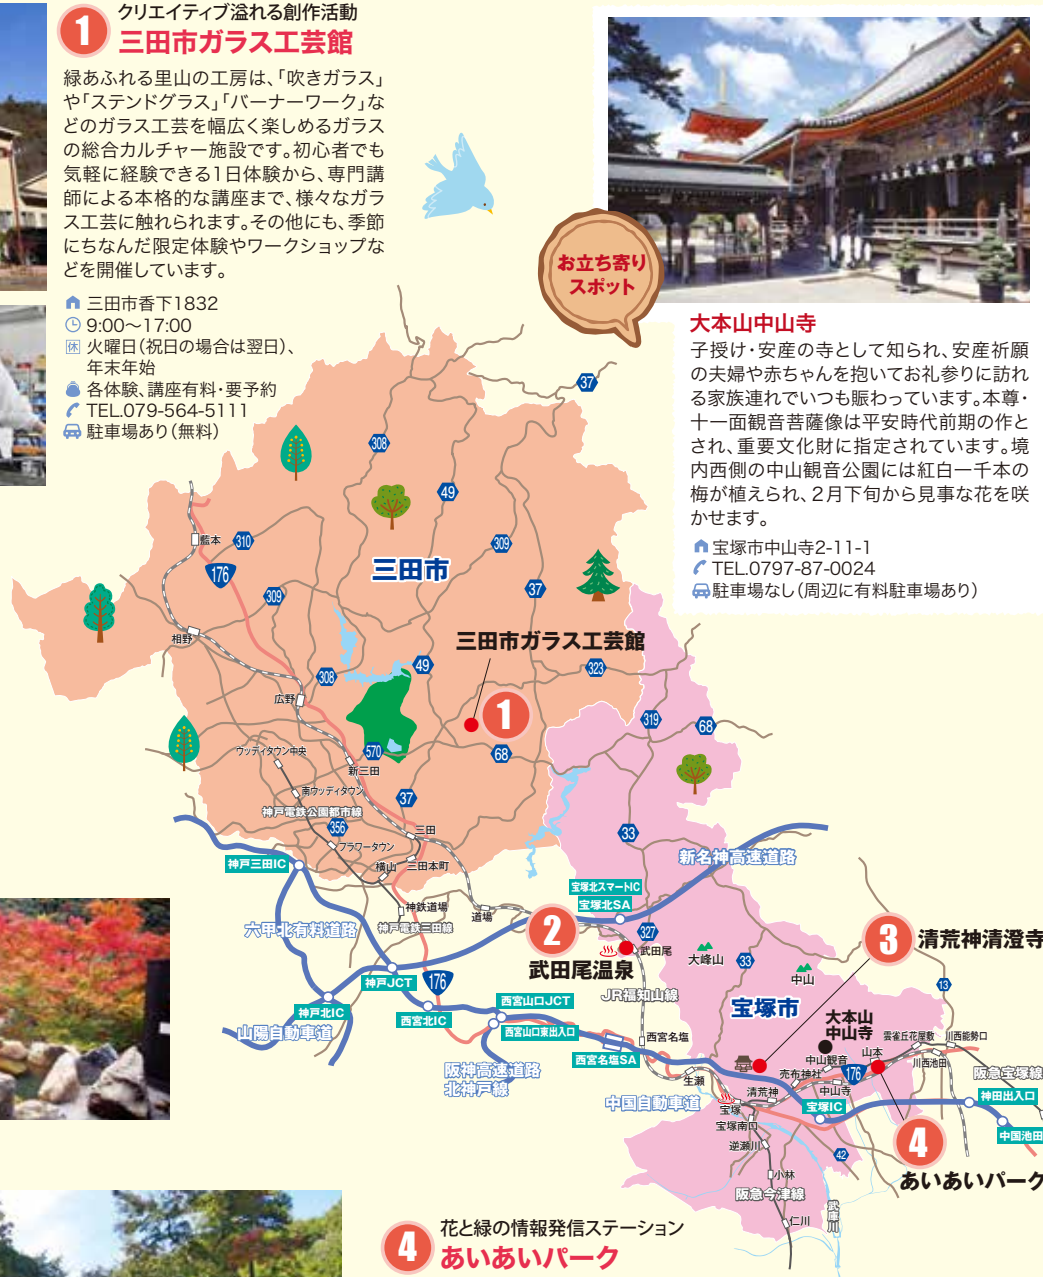 1
クリエイティブ溢れる創作活動
三田市ガラス工芸館
緑あふれる里山の工房は、「吹きガラス」
や「ステンドグラス」「バーナーワーク」な
どのガラス工芸を幅広く楽しめるガラス
の総合カルチャー施設です。初心者でも
気軽に経験できる1日体験から、専門講
師による本格的な講座まで、様々なガラ
ス工芸に触れられます。その他にも、季節
にちなんだ限定体験やワークショップな
どを開催しています。
三田市香下1832
9:00〜17:00
休 火曜日（祝日の場合は翌日）、
年末年始
各体験、講座有料・要予約
TEL.079-564-5111
駐車場あり（無料）
お立ち寄り
スポット
大本山中山寺
子授け・安産の寺として知られ、安産祈願
の夫婦や赤ちゃんを抱いてお礼参りに訪れ
る家族連れでいつも賑わっています。本尊・
十一面観音菩薩像は平安時代前期の作と
され、重要文化財に指定されています。境
内西側の中山観音公園には紅白一千本の
梅が植えられ、2月下旬から見事な花を咲
かせます。
宝塚市中山寺2-11-1
TEL.0797-87-0024
駐車場なし（周辺に有料駐車場あり）
37
308
49
藍本
310
309
三田市
176
37
309
相野
三田市ガラス工芸館
49
323
308
広野
1
319
68
ウッディタウン中央
570
68
新三田
南ウッディタウン
37
神戸電鉄公園都市線
356
三田
33
フラワータウン
新名神高速道路
神戸三田IC
横山
三田本町
宝塚北スマートIC
宝塚北SA
神鉄道場
道場
六甲北有料道路
神戸電鉄三田線
2
327
3
清荒神清澄寺
武田尾
武田尾温泉
大峰山
33
中山
神戸JCT
176
13
JR福知山線
西宮山口JCT
宝塚市
神戸北IC
西宮北IC
大本山
中山寺
山陽自動車道
西宮山口東出入口
西宮名塩
雲雀丘花屋敷
川西能勢口
西宮名塩SA
中山観音
山本
川西池田
阪神高速道路
北神戸線
売布神社
176
阪急宝塚線
生瀬
清荒神
中山寺
神田出入口
中国自動車道
宝塚
宝塚IC
宝塚南口
中国池田
4
逆瀬川
42
小林
あいあいパーク
阪急今津線
武庫川
仁川
4
花と緑の情報発信ステーション
あいあいパーク